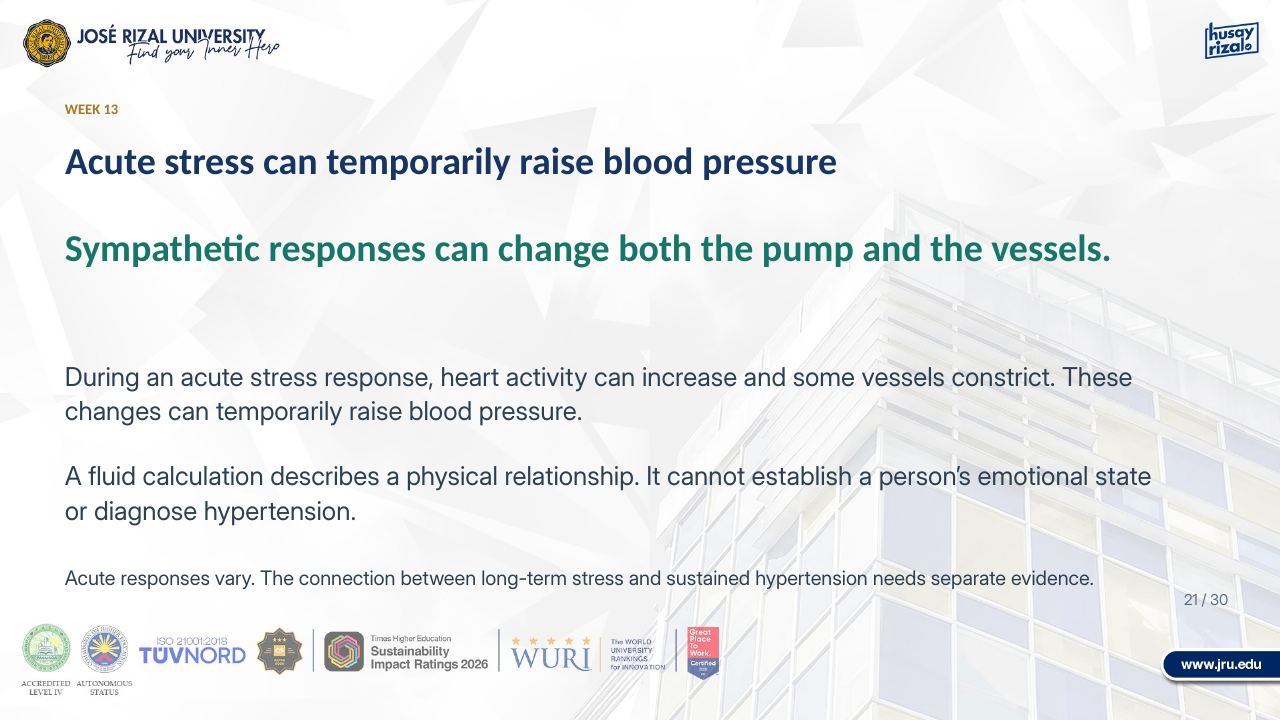 JOSÉ RIZAL UNIVERSITY
Find your Inner Hero
husay
rizal
WEEK 13
Acute stress can temporarily raise blood pressure
Sympathetic responses can change both the pump and the vessels.
During an acute stress response, heart activity can increase and some vessels constrict. These
changes can temporarily raise blood pressure.
A fluid calculation describes a physical relationship. It cannot establish a person’s emotional state
or diagnose hypertension.
Acute responses vary. The connection between long-term stress and sustained hypertension needs separate evidence.
21 / 30
ACCREDITED
LEVEL IV
AUTONOMOUS
STATUS
ISO 21001:2018
TÜVNORD
Times Higher Education
Sustainability
Impact Ratings 2026
WURI
The WORLD
UNIVERSITY
RANKINGS
for INNOVATION
Great
Place
To
Work.
Certified
www.jru.edu